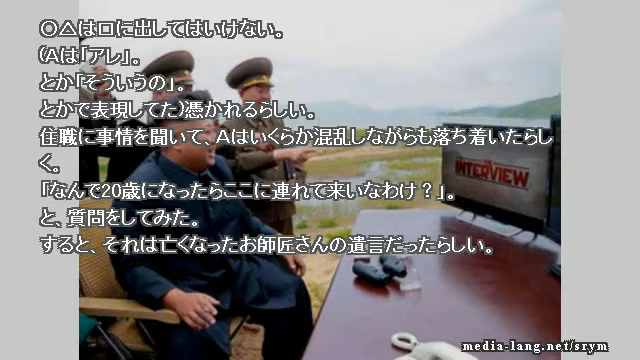 〇△は口に出してはいけない。
(Aは「アレ」。
とか「そういうの」。
とかで表現してた)憑かれるらしい。
住職に事情を聞いて、Aはいくらか混乱しながらも落ち着いたらし
く。
「なんで20歳になったらここに連れて来いなわけ？」。
と、質問をしてみた。
すると、それは亡くなったお師匠さんの遺言だったらしい。
THE INTERVIEW
media-lang.net/srym